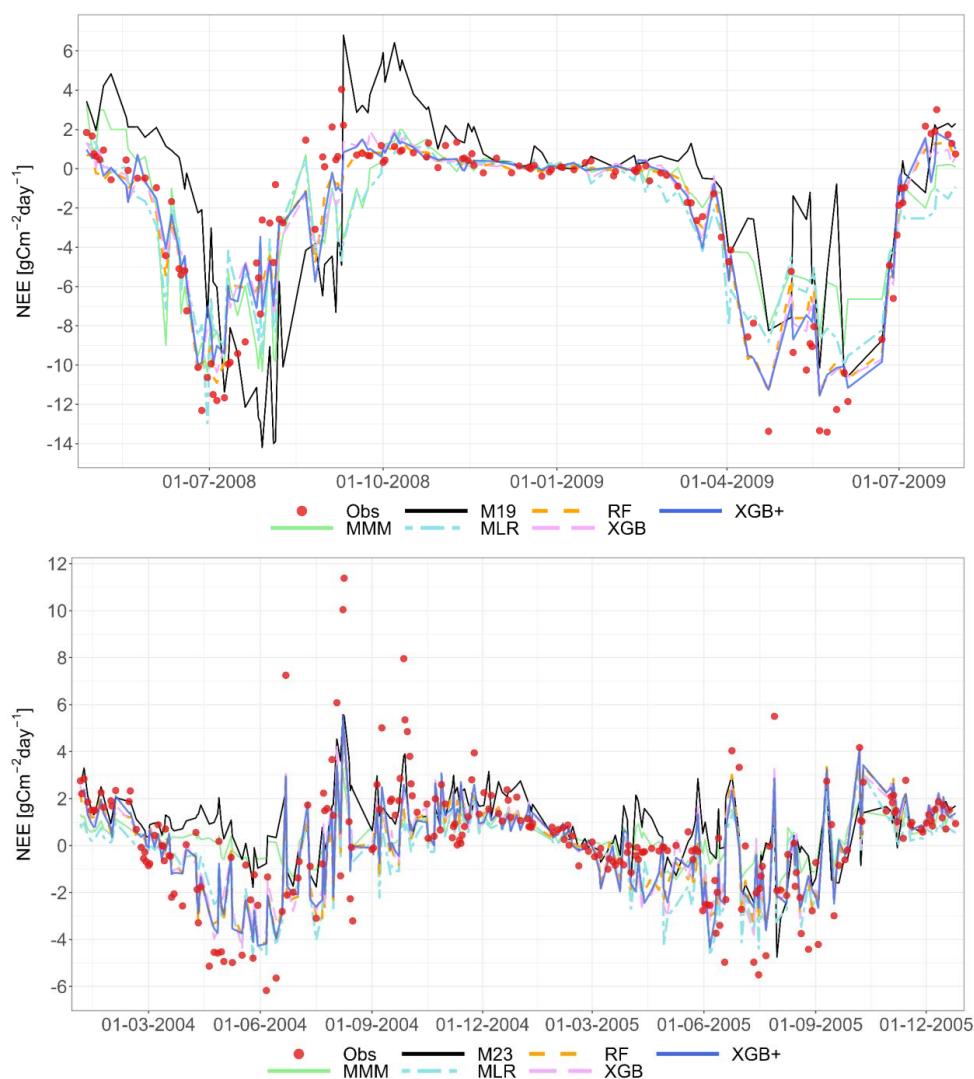 NEE [gCm⁻²day⁻¹]
6
4
2
0
-2
-4
-6
-8
-10
-12
-14
01-07-2008 01-10-2008 01-01-2009 01-04-2009 01-07-2009
Obs M19 RF XGB+
MMM MLR XGB
NEE [gCm⁻²day⁻¹]
12
10
8
6
4
2
0
-2
-4
-6
01-03-2004 01-06-2004 01-09-2004 01-12-2004 01-03-2005 01-06-2005 01-09-2005 01-12-2005
Obs M23 RF XGB+
MMM MLR XGB